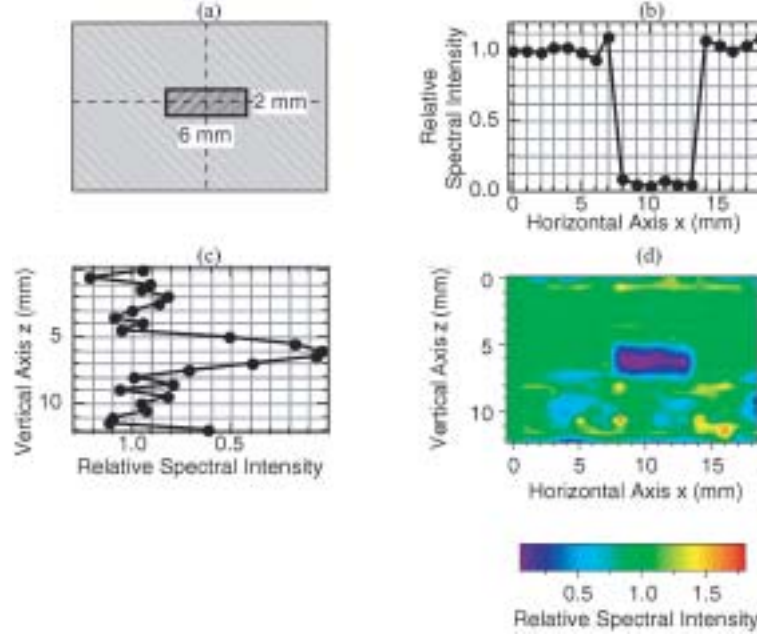 (a)
2 mm
6 mm
(b)
Relative
Spectral Intensity
1.0
0.5
0.0
0 5 10 15
Horizontal Axis x (mm)
(c)
Vertical Axis z (mm)
5
10
1.0 0.5
Relative Spectral Intensity
(d)
Vertical Axis z (mm)
0
5
10
0 5 10 15
Horizontal Axis x (mm)
0.5 1.0 1.5
Relative Spectral Intensity